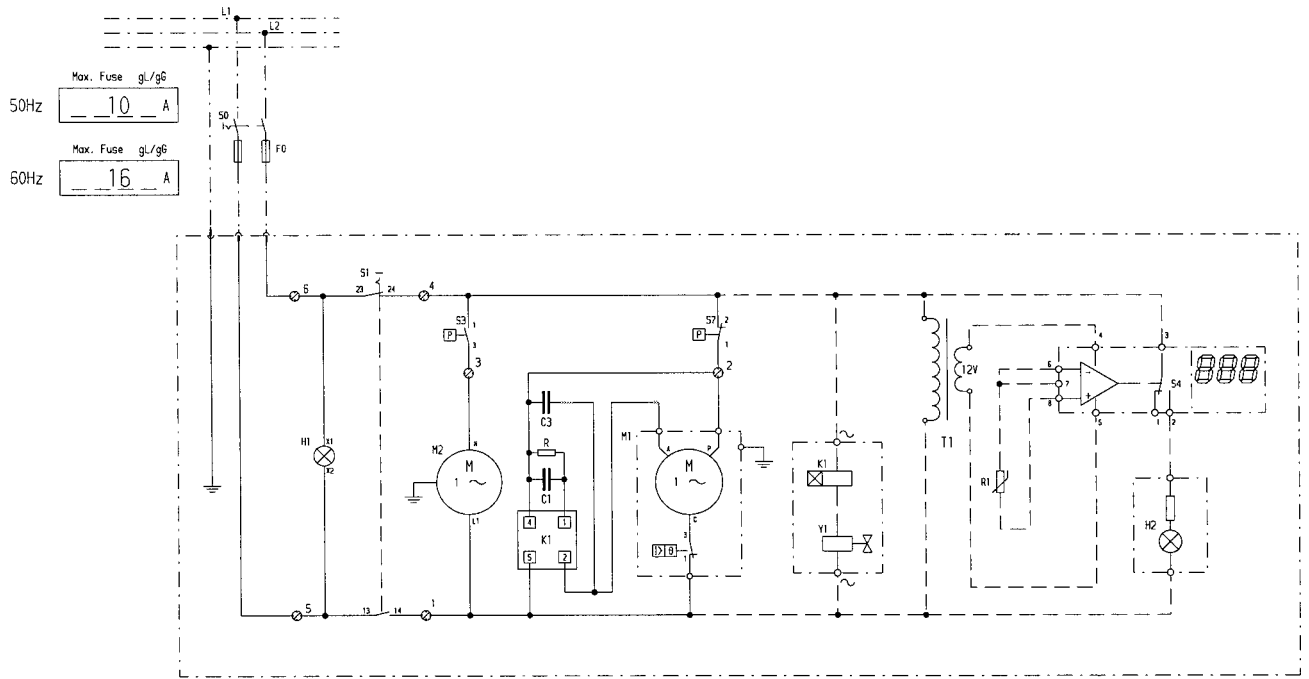 L1
L2
Max. Fuse gL/gG
50Hz 10 A
S0
F0
Max. Fuse gL/gG
60Hz 16 A
S1
6
23 24
4
S3
1
P
3
3
S7
2
P
1
2
C3
R
C1
4 1
K1
5 2
H1
X1
X2
M2
N
M
1 ~
L1
M1
A
P
M
1 ~
C
3
I> θ
1
~
K1
Y1
~
T1
12V
4
3
6
7
8
-
+
5
S4
2
888
R1
H2
5
13 14
1